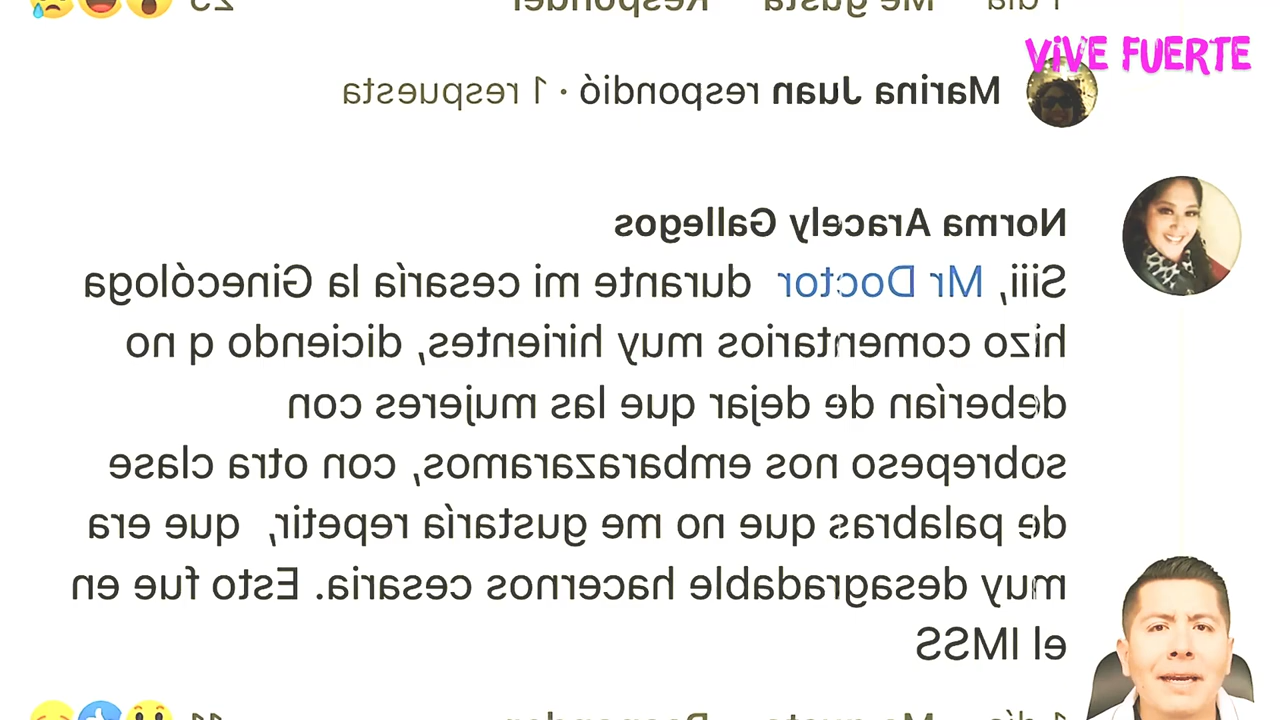 VIVE FUERTE
Marina Juan respondió · 1 respuesta
Norma Aracely Gallegos
Siii, Mr Doctor durante mi cesaría la Ginecóloga
hizo comentarios muy hirientes, diciendo q no
deberían de dejar que las mujeres con
sobrepeso nos embarazaramos, con otra clase
de palabras que no me gustaría repetir, que era
muy desagradable hacernos cesaria. Esto fue en
el IMSS